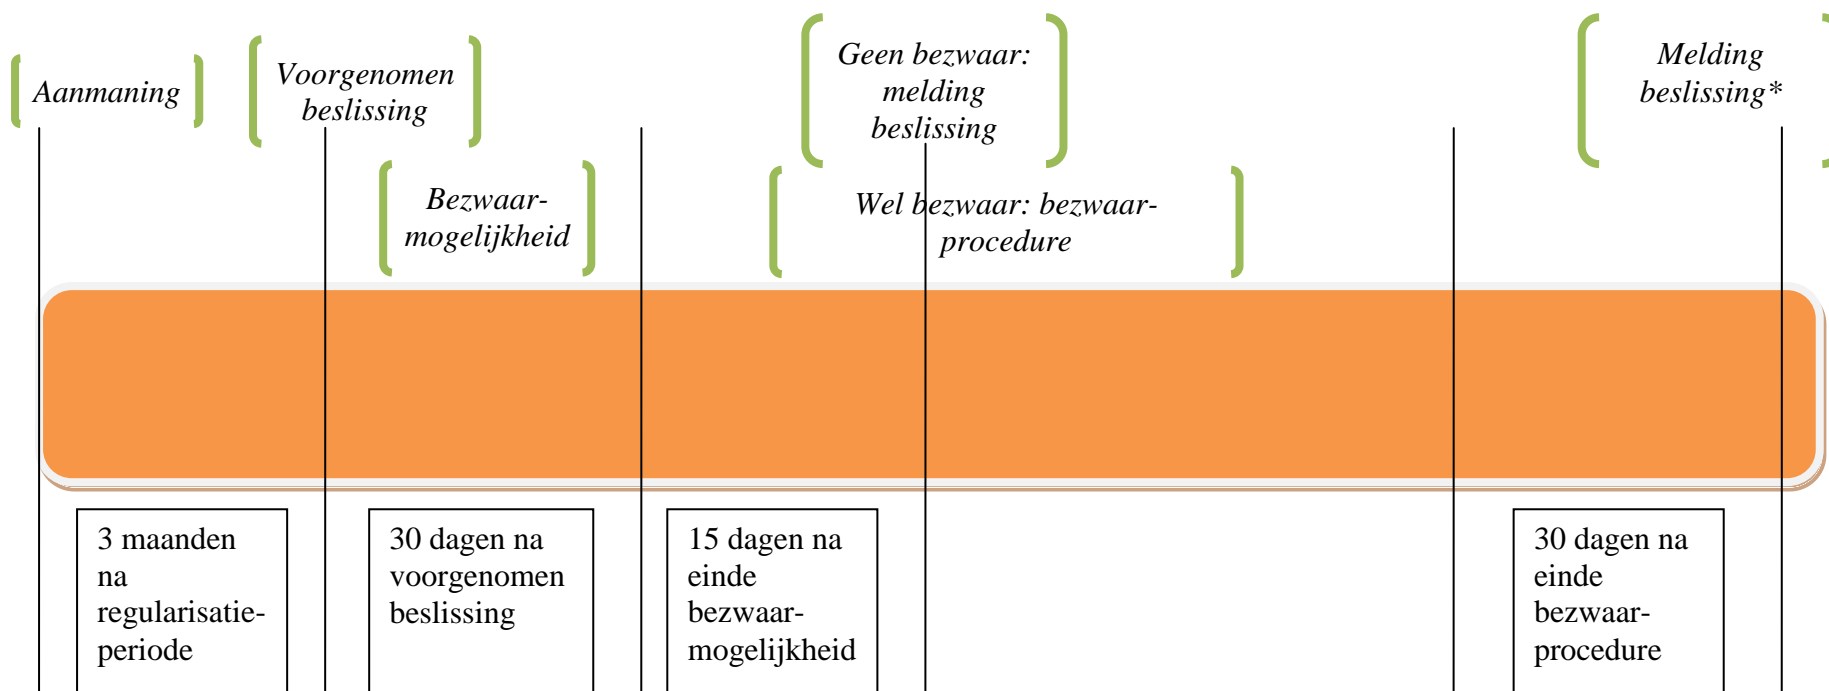 Aanmaning
Voorgenomen
beslissing
Geen bezwaar:
melding
beslissing
Melding
beslissing*
Bezwaar-
mogelijkheid
Wel bezwaar: bezwaar-
procedure
3 maanden
na
regularisatie-
periode
30 dagen na
voorgenomen
beslissing
15 dagen na
einde
bezwaar-
mogelijkheid
30 dagen na
einde
bezwaar-
procedure